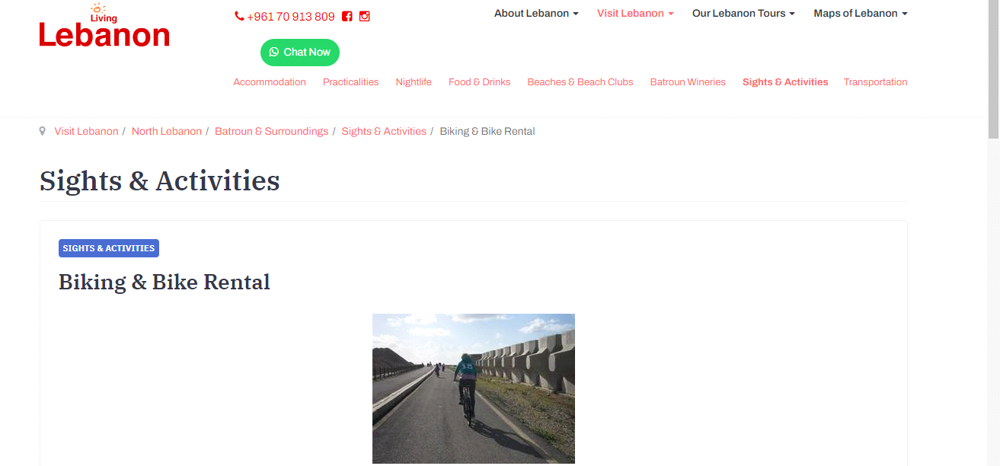 Living
Lebanon
+961 70 913 809
About Lebanon Visit Lebanon Our Lebanon Tours Maps of Lebanon
Chat Now
Accommodation Practicalities Nightlife Food & Drinks Beaches & Beach Clubs Batroun Wineries Sights & Activities Transportation
Visit Lebanon / North Lebanon / Batroun & Surroundings / Sights & Activities / Biking & Bike Rental
Sights & Activities
SIGHTS & ACTIVITIES
Biking & Bike Rental